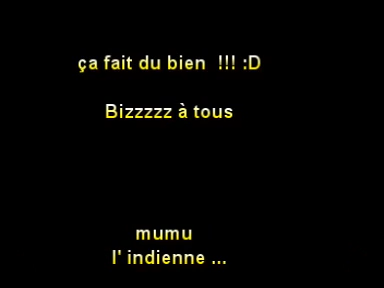 ça fait du bien  !!! :D
Bizzzzz à tous
mumu
l' indienne ...